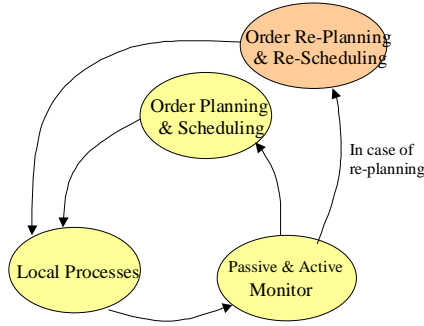 Order Re-Planning
& Re-Scheduling
Order Planning
& Scheduling
In case of
re-planning
Local Processes
Passive & Active
Monitor